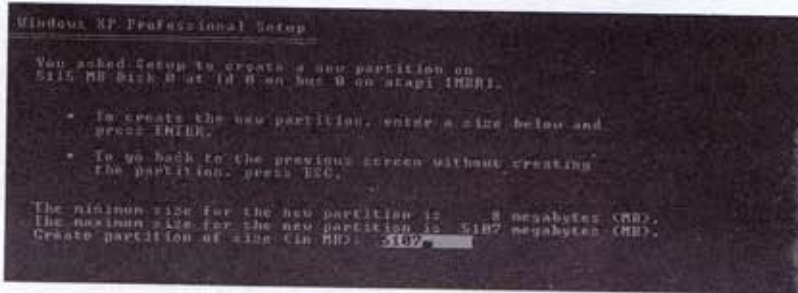 Windows XP Professional Setup
You asked Setup to create a new partition on
5115 MB Disk 0 at Id 0 on bus 0 on atapi [MBR].
• To create the new partition, enter a size below and
press ENTER.
• To go back to the previous screen without creating
the partition, press ESC.
The minimum size for the new partition is 8 megabytes (MB).
The maximum size for the new partition is 5107 megabytes (MB).
Create partition of size (in MB): 5107